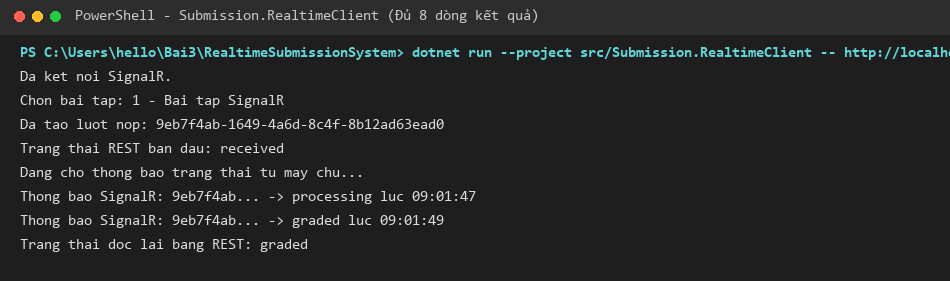 PowerShell - Submission.RealtimeClient (Đủ 8 dòng kết quả)
PS C:\Users\hello\Bai3\RealtimeSubmissionSystem> dotnet run --project src/Submission.RealtimeClient -- http://localho
Da ket noi SignalR.
Chon bai tap: 1 - Bai tap SignalR
Da tao luot nop: 9eb7f4ab-1649-4a6d-8c4f-8b12ad63ead0
Trang thai REST ban dau: received
Dang cho thong bao trang thai tu may chu...
Thong bao SignalR: 9eb7f4ab... -> processing luc 09:01:47
Thong bao SignalR: 9eb7f4ab... -> graded luc 09:01:49
Trang thai doc lai bang REST: graded